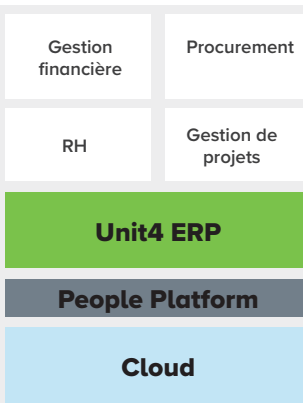 Gestion
financière
Procurement
RH
Gestion de
projets
Unit4 ERP
People Platform
Cloud